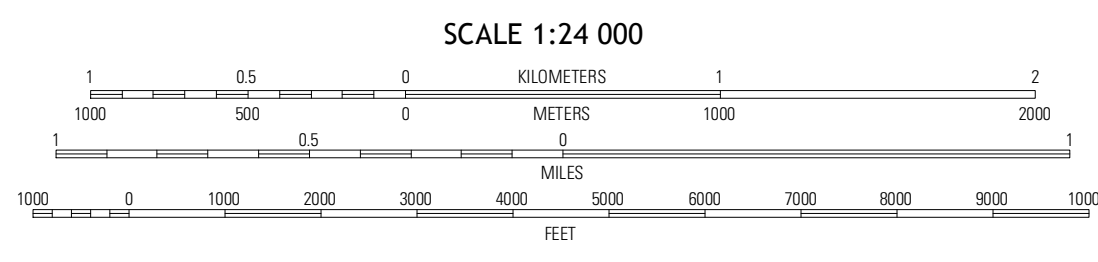 SCALE 1:24 000
1 0.5 0 KILOMETERS 1 2
1000 500 0 METERS 1000 2000
1 0.5 0 1
MILES
1000 0 1000 2000 3000 4000 5000 6000 7000 8000 9000 1000
FEET